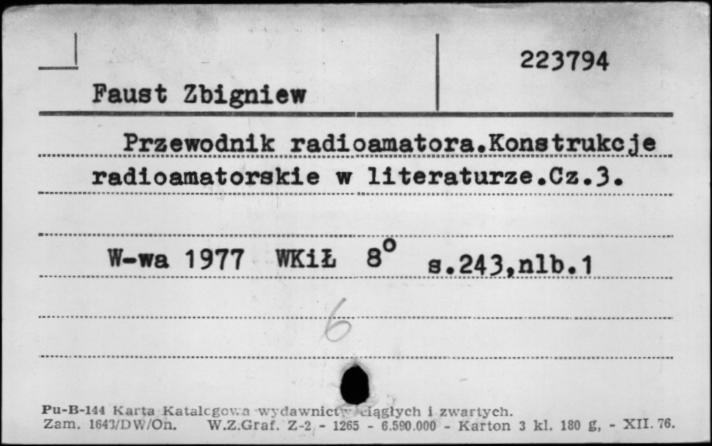 223794
Faust Zbigniew
Przewodnik radioamatora.Konstrukcje
radioamatorskie w literaturze.Cz.3.
W-wa 1977 WKiŁ 8° s.243,nlb.1
6
Pu-B-144 Karta Katalogowa wydawnictw ciągłych i zwartych.
Zam. 1643/DW/On. W.Z.Graf. Z-2 - 1265 - 6.590.000 - Karton 3 kl. 180 g, - XII. 76.